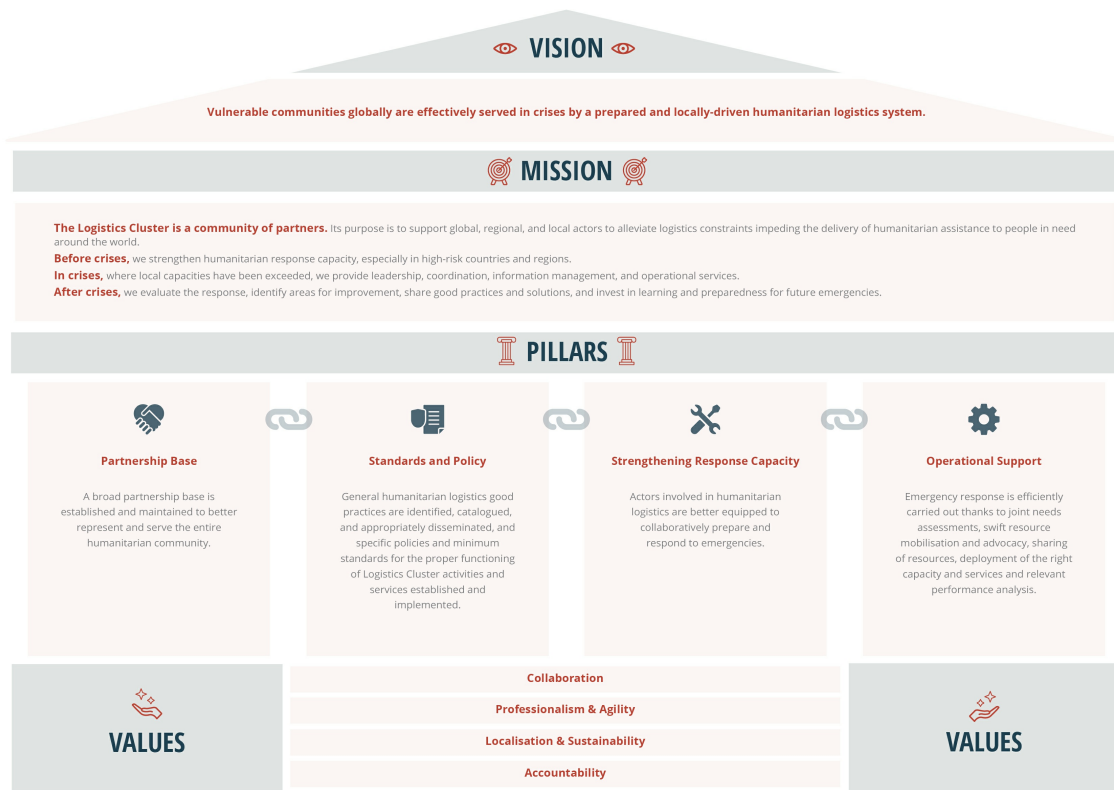 VISION
Vulnerable communities globally are effectively served in crises by a prepared and locally-driven humanitarian logistics system.
MISSION
The Logistics Cluster is a community of partners. Its purpose is to support global, regional, and local actors to alleviate logistics constraints impeding the delivery of humanitarian assistance to people in need
around the world.
Before crises, we strengthen humanitarian response capacity, especially in high-risk countries and regions.
In crises, where local capacities have been exceeded, we provide leadership, coordination, information management, and operational services.
After crises, we evaluate the response, identify areas for improvement, share good practices and solutions, and invest in learning and preparedness for future emergencies.
PILLARS
Partnership Base
A broad partnership base is
established and maintained to better
represent and serve the entire
humanitarian community.
Standards and Policy
General humanitarian logistics good
practices are identified, catalogued,
and appropriately disseminated, and
specific policies and minimum
standards for the proper functioning
of Logistics Cluster activities and
services established and
implemented.
Strengthening Response Capacity
Actors involved in humanitarian
logistics are better equipped to
collaboratively prepare and
respond to emergencies.
Operational Support
Emergency response is efficiently
carried out thanks to joint needs
assessments, swift resource
mobilisation and advocacy, sharing
of resources, deployment of the right
capacity and services and relevant
performance analysis.
VALUES
Collaboration
Professionalism & Agility
Localisation & Sustainability
Accountability
VALUES